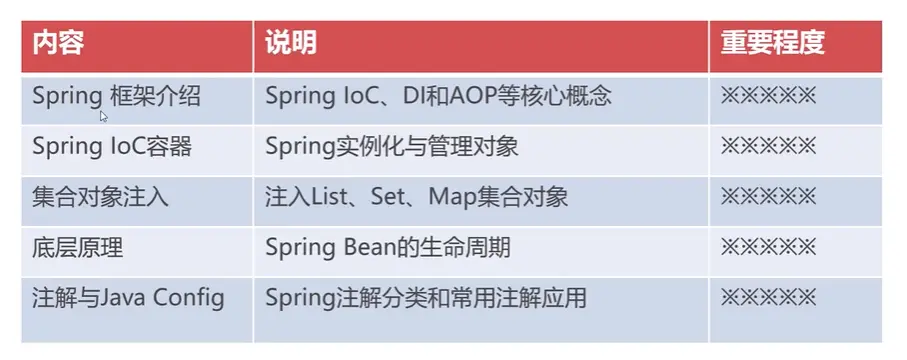 内容 说明 重要程度
Spring 框架介绍 Spring IoC、DI和AOP等核心概念 ※※※※※
Spring IoC容器 Spring实例化与管理对象 ※※※※※
集合对象注入 注入List、Set、Map集合对象 ※※※※※
底层原理 Spring Bean的生命周期 ※※※※※
注解与Java Config Spring注解分类和常用注解应用 ※※※※※